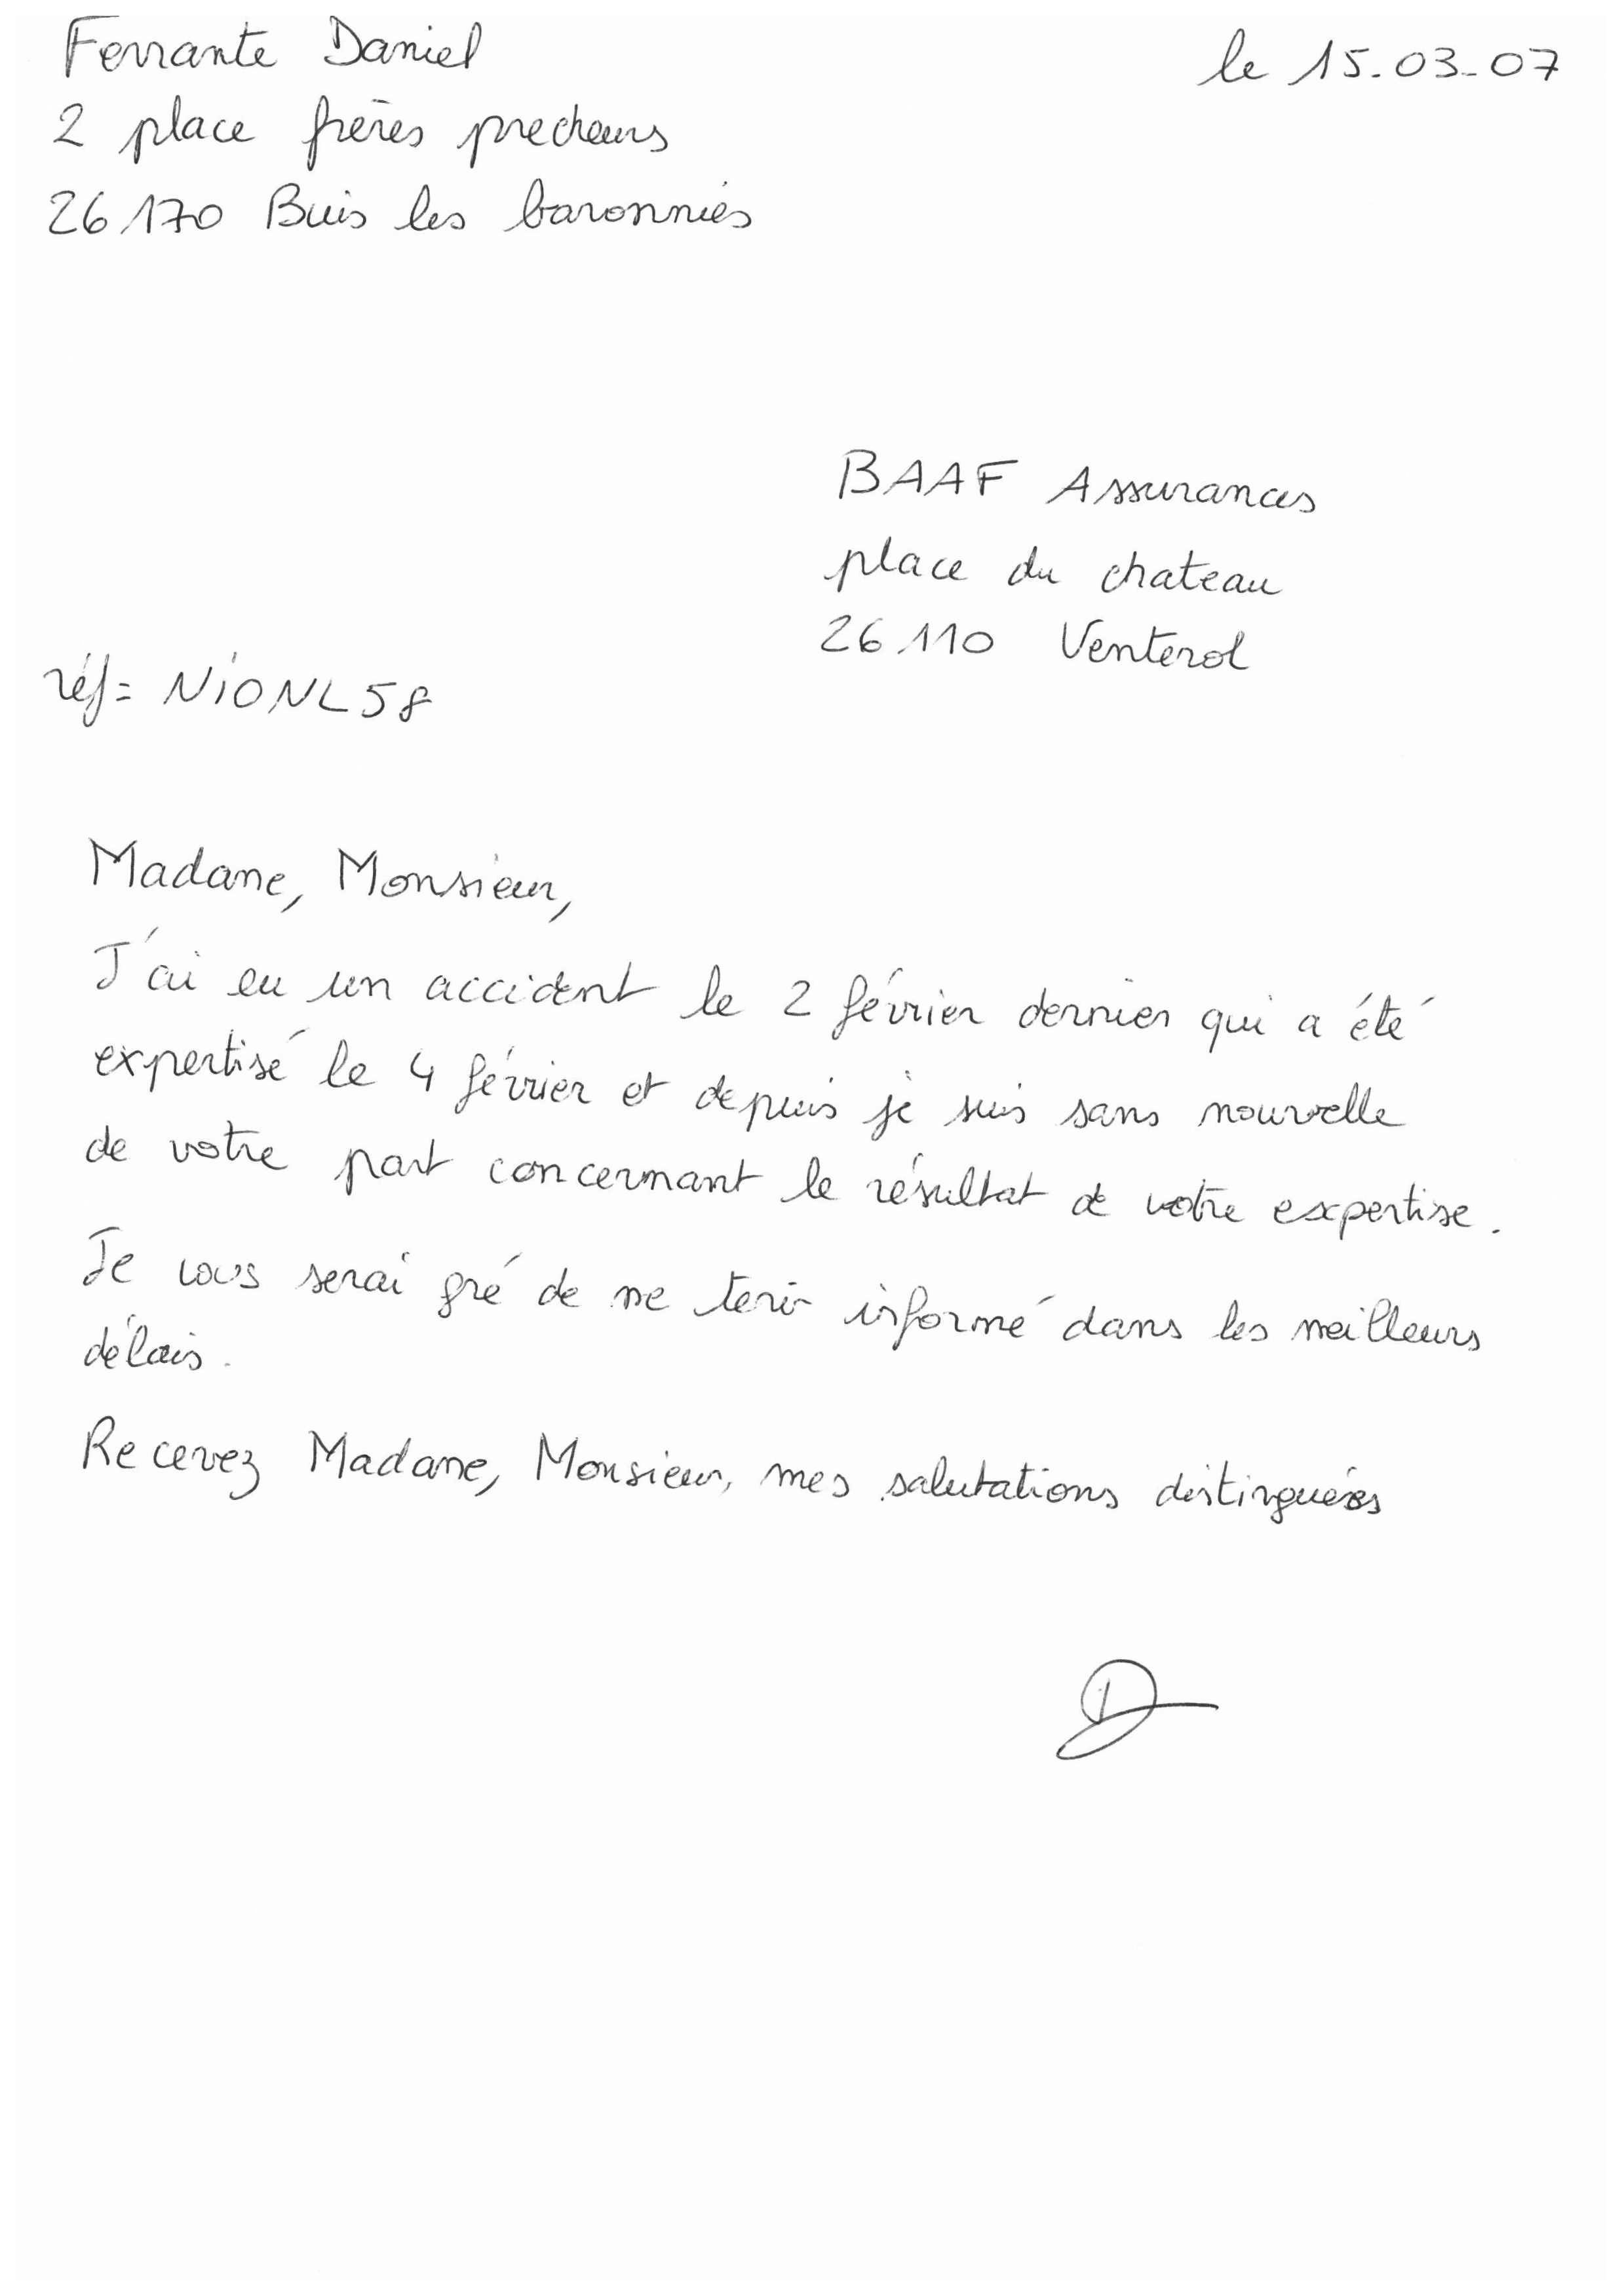 Ferrante Daniel
le 15.03-07
2 place frères precheurs
26170 Buis les baronnies
BAAF Assurances
place du chateau
26110 Venterol
réf= NIONL58
Madame, Monsieur,
J'ai eu un accident le 2 février dernier qui a été
expertisé le 4 février et depuis je suis sans nouvelle
de votre part concernant le résultat de votre expertise.
Je vous serai gré de me tenir informé dans les meilleurs
délais.
Recevez Madame, Monsieur, mes salutations distinguées
D